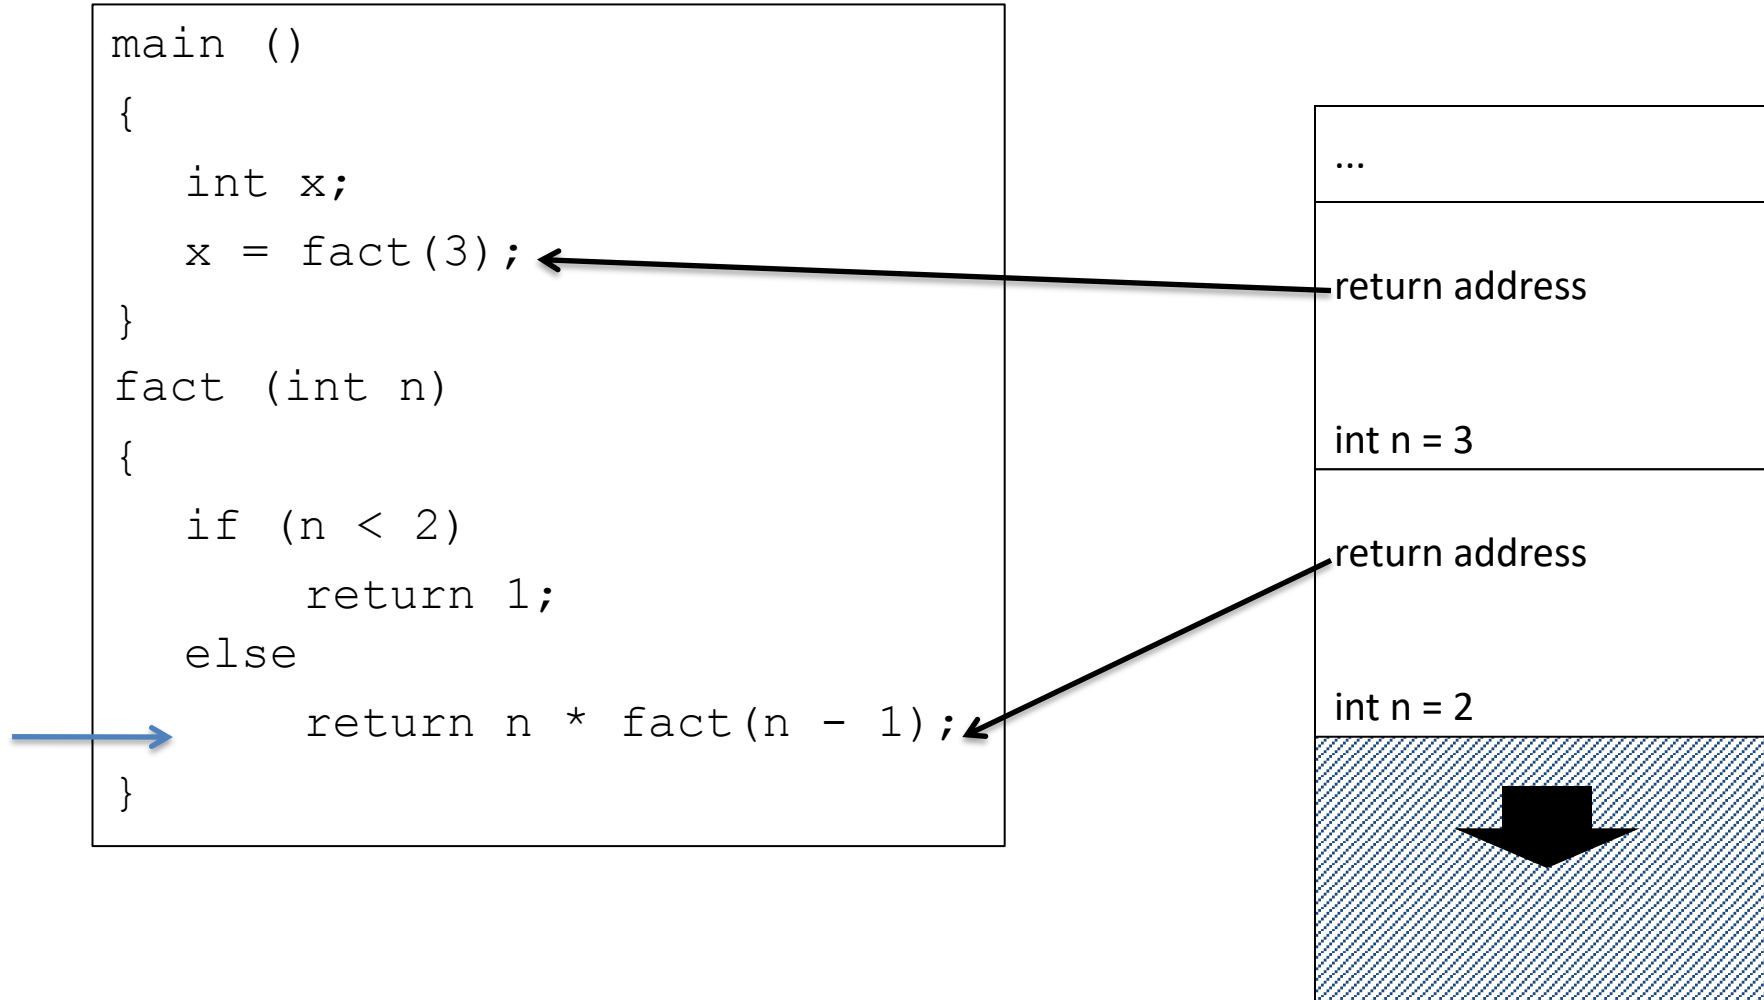 main ()
{
int x;
x = fact(3);
}
fact (int n)
{
if (n < 2)
return 1;
else
return n * fact(n - 1);
}
...
return address
int n = 3
return address
int n = 2